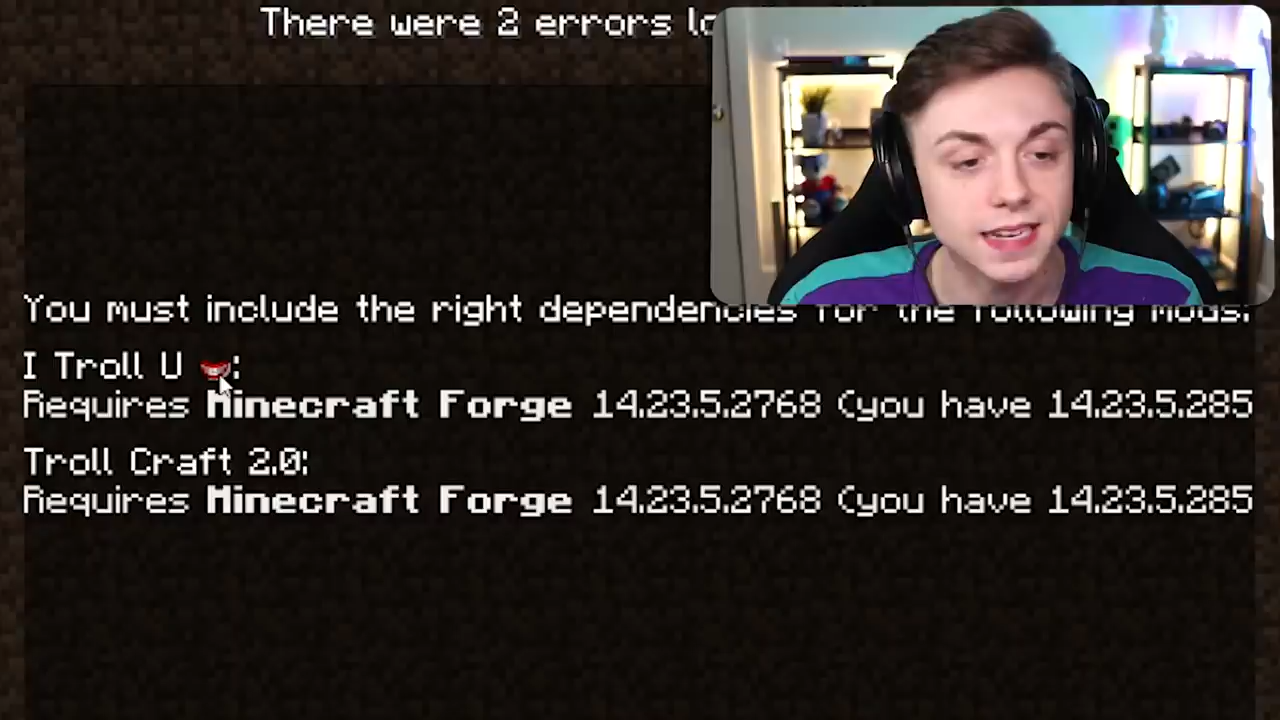 There were 2 errors
You must include the right dependencies for the following mods:
I Troll U :
Requires Minecraft Forge 14.23.5.2768 (you have 14.23.5.285
Troll Craft 2.0:
Requires Minecraft Forge 14.23.5.2768 (you have 14.23.5.285